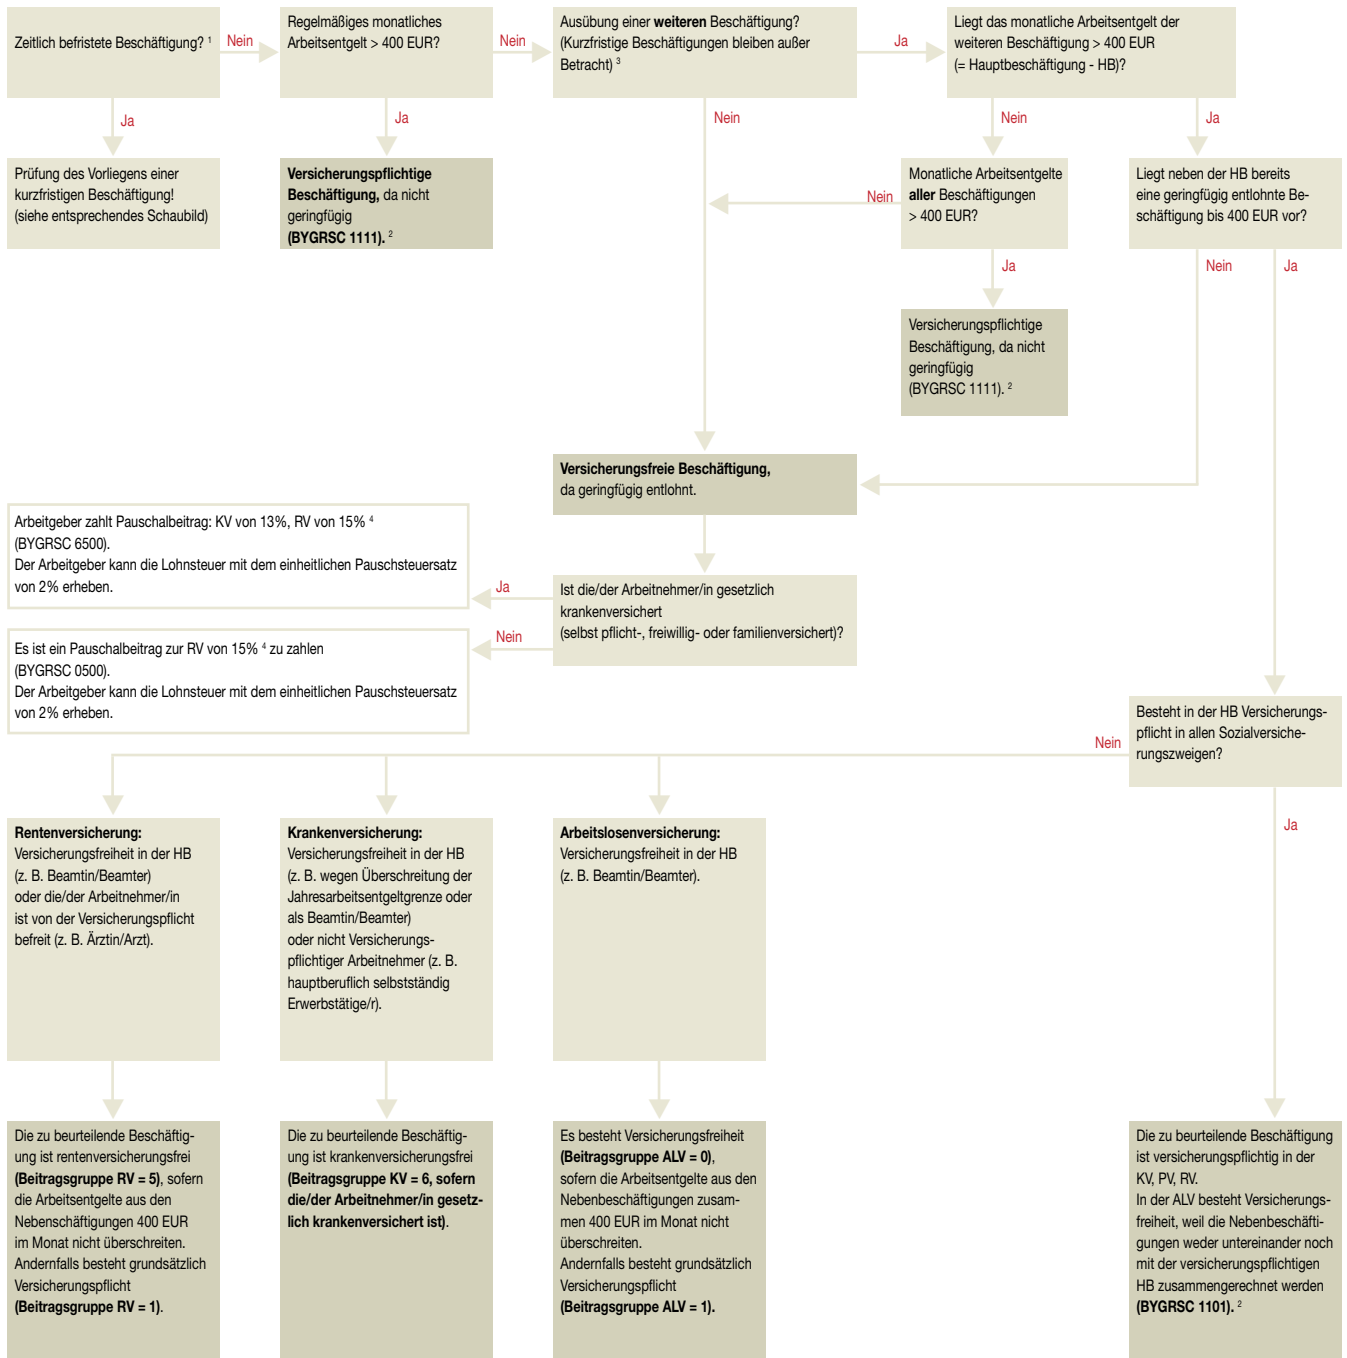 Zeitlich befristete Beschäftigung? 1
Nein
Ja
Regelmäßiges monatliches
Arbeitsentgelt > 400 EUR?
Nein
Ja
Ausübung einer weiteren Beschäftigung?
(Kurzfristige Beschäftigungen bleiben außer
Betracht) 3
Ja
Nein
Liegt das monatliche Arbeitsentgelt der
weiteren Beschäftigung > 400 EUR
(= Hauptbeschäftigung - HB)?
Nein
Ja
Prüfung des Vorliegens einer
kurzfristigen Beschäftigung!
(siehe entsprechendes Schaubild)
Versicherungspflichtige
Beschäftigung, da nicht
geringfügig
(BYGRSC 1111). 2
Nein
Monatliche Arbeitsentgelte
aller Beschäftigungen
> 400 EUR?
Ja
Liegt neben der HB bereits
eine geringfügig entlohnte Be-
schäftigung bis 400 EUR vor?
Nein
Ja
Versicherungspflichtige
Beschäftigung, da nicht
geringfügig
(BYGRSC 1111). 2
Versicherungsfreie Beschäftigung,
da geringfügig entlohnt.
Arbeitgeber zahlt Pauschalbeitrag: KV von 13%, RV von 15% 4
(BYGRSC 6500).
Der Arbeitgeber kann die Lohnsteuer mit dem einheitlichen Pauschsteuersatz
von 2% erheben.
Ja
Ist die/der Arbeitnehmer/in gesetzlich
krankenversichert
(selbst pflicht-, freiwillig- oder familienversichert)?
Nein
Es ist ein Pauschalbeitrag zur RV von 15% 4 zu zahlen
(BYGRSC 0500).
Der Arbeitgeber kann die Lohnsteuer mit dem einheitlichen Pauschsteuersatz
von 2% erheben.
Besteht in der HB Versicherungs-
pflicht in allen Sozialversiche-
rungszweigen?
Nein
Ja
Rentenversicherung:
Versicherungsfreiheit in der HB
(z. B. Beamtin/Beamter)
oder die/der Arbeitnehmer/in
ist von der Versicherungspflicht
befreit (z. B. Ärztin/Arzt).
Krankenversicherung:
Versicherungsfreiheit in der HB
(z. B. wegen Überschreitung der
Jahresarbeitsentgeltgrenze oder
als Beamtin/Beamter)
oder nicht Versicherungs-
pflichtiger Arbeitnehmer (z. B.
hauptberuflich selbstständig
Erwerbstätige/r).
Arbeitslosenversicherung:
Versicherungsfreiheit in der HB
(z. B. Beamtin/Beamter).
Die zu beurteilende Beschäftig-
ung ist rentenversicherungsfrei
(Beitragsgruppe RV = 5), sofern
die Arbeitsentgelte aus den
Nebenschäftigungen 400 EUR
im Monat nicht überschreiten.
Andernfalls besteht grundsätzlich
Versicherungspflicht
(Beitragsgruppe RV = 1).
Die zu beurteilende Beschäftig-
ung ist krankenversicherungsfrei
(Beitragsgruppe KV = 6, sofern
die/der Arbeitnehmer/in gesetz-
lich krankenversichert ist).
Es besteht Versicherungsfreiheit
(Beitragsgruppe ALV = 0),
sofern die Arbeitsentgelte aus den
Nebenbeschäftigungen zusam-
men 400 EUR im Monat nicht
überschreiten.
Andernfalls besteht grundsätzlich
Versicherungspflicht
(Beitragsgruppe ALV = 1).
Die zu beurteilende Beschäftigung
ist versicherungspflichtig in der
KV, PV, RV.
In der ALV besteht Versicherungs-
freiheit, weil die Nebenbeschäfti-
gungen weder untereinander noch
mit der versicherungspflichtigen
HB zusammengerechnet werden
(BYGRSC 1101). 2